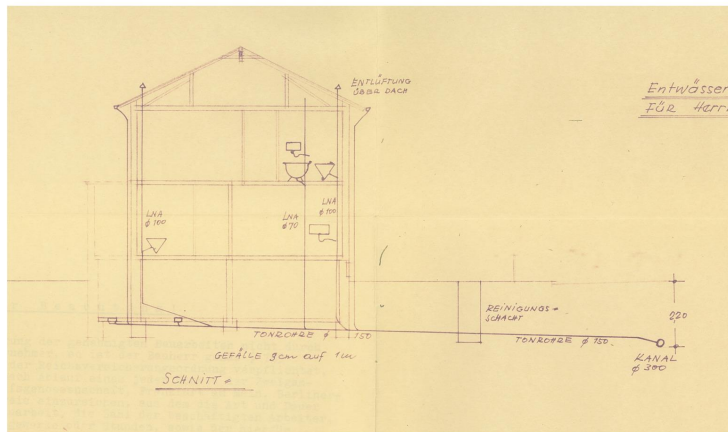 ENTLÜFTUNG
ÜBER DACH
Entwässer
FÜR Herr
LNA
φ 100
LNA
φ 70
LNA
φ 100
REINIGUNGS=
SCHACHT
220
TONROHRE φ 150
TONROHRE φ 150.
GEFÄLLE 3cm auf 1m
KANAL
φ 300
SCHNITT